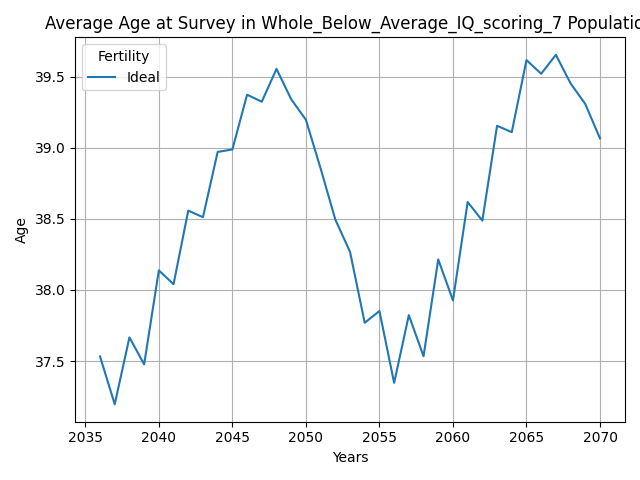 Average Age at Survey in Whole_Below_Average_IQ_scoring_7 Populatio
Fertility
Ideal
39.5
39.0
38.5
38.0
37.5
Age
2035 2040 2045 2050 2055 2060 2065 2070
Years